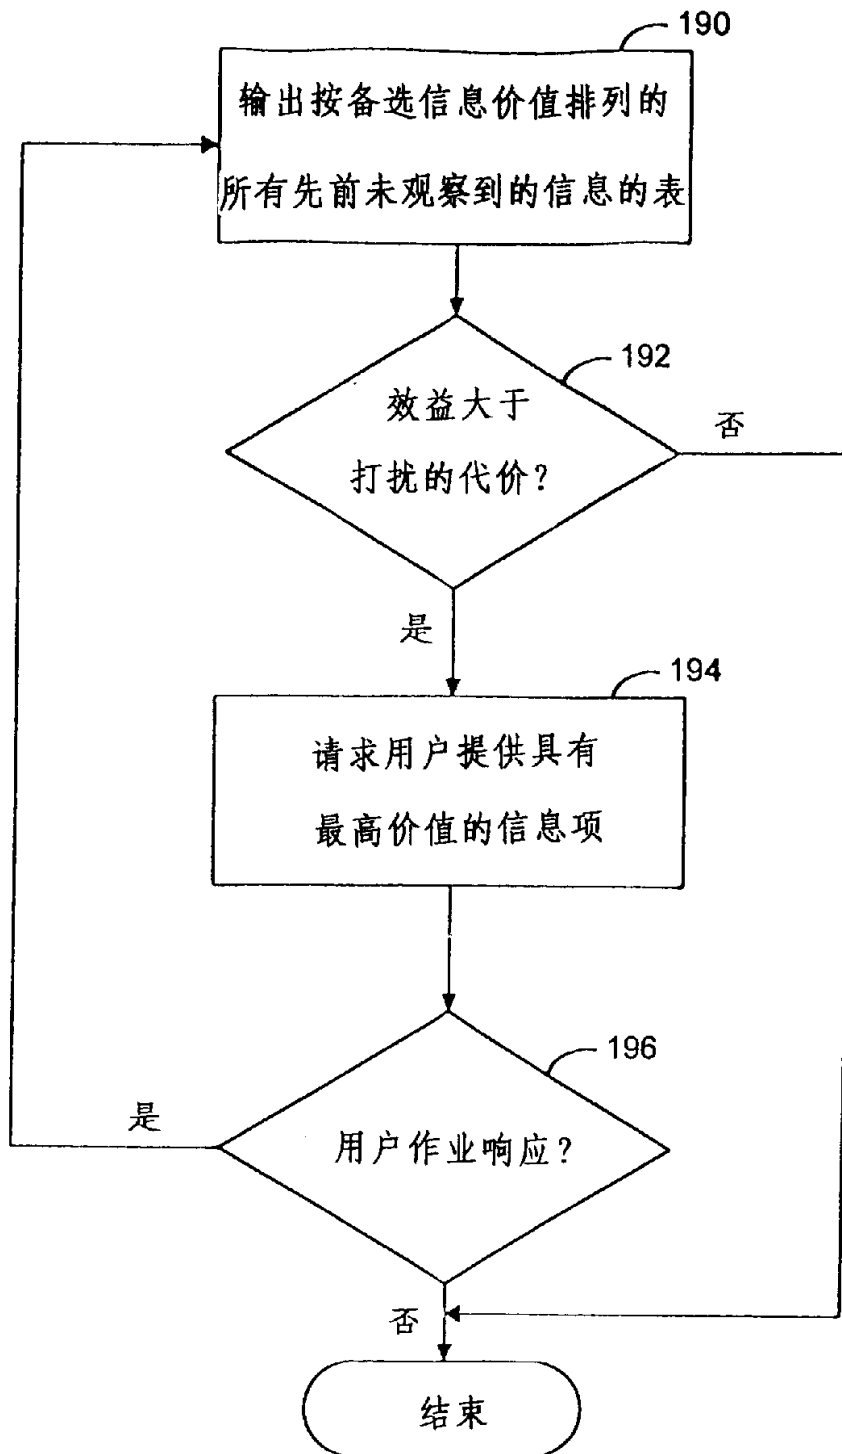 190
输出按备选信息价值排列的
所有先前未观察到的信息的表
192
效益大于
打扰的代价？
否
是
194
请求用户提供具有
最高价值的信息项
196
是
用户作业响应？
否
结束